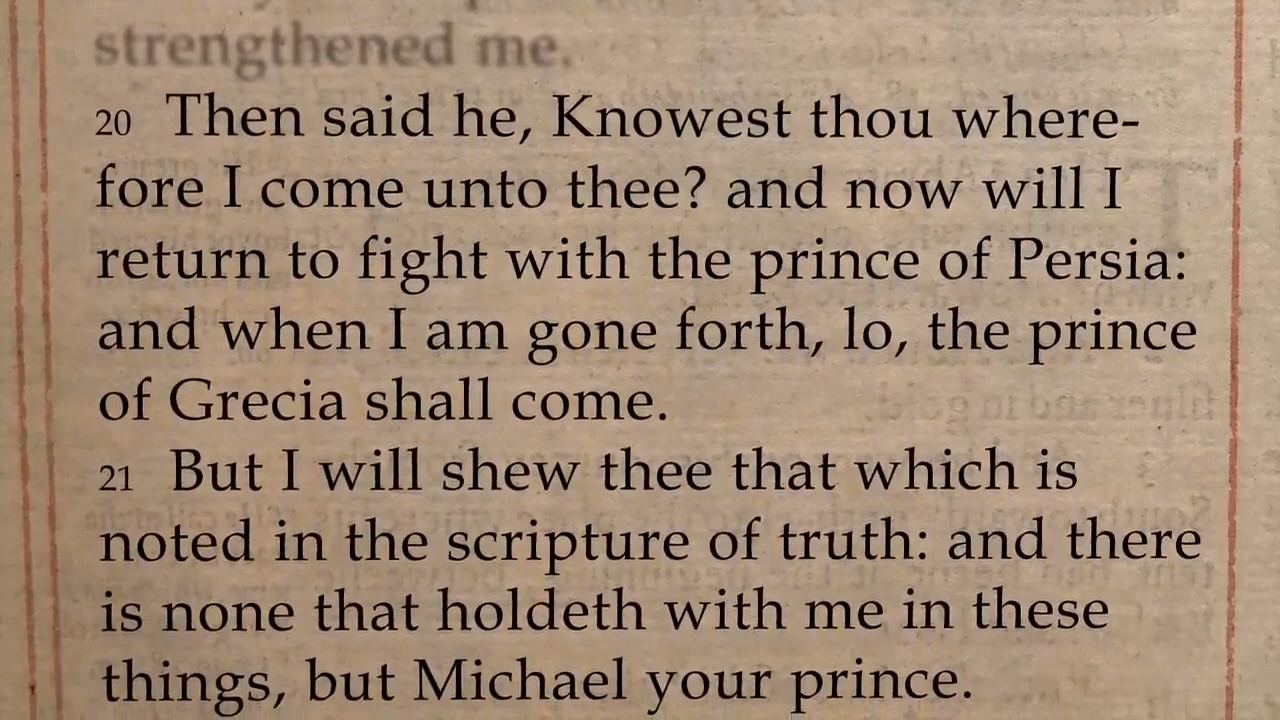 strengthened me.
20 Then said he, Knowest thou where-
fore I come unto thee? and now will I
return to fight with the prince of Persia:
and when I am gone forth, lo, the prince
of Grecia shall come.
21 But I will shew thee that which is
noted in the scripture of truth: and there
is none that holdeth with me in these
things, but Michael your prince.